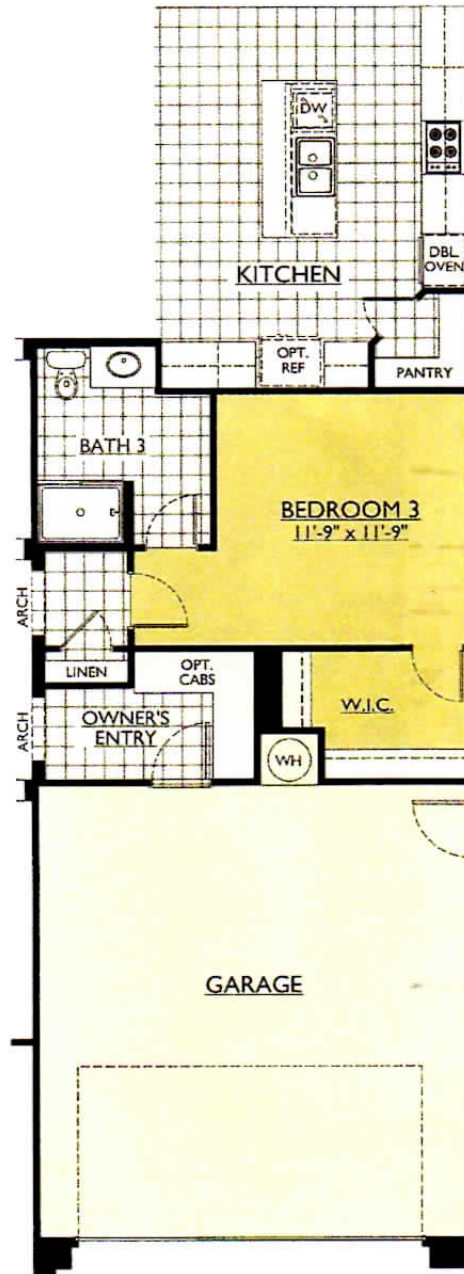 DW
DBL.
OVEN
KITCHEN
OPT.
REF
PANTRY
BATH 3
BEDROOM 3
11'-9" x 11'-9"
ARCH
LINEN
OPT.
CABS
W.I.C.
ARCH
OWNER'S
ENTRY
WH
GARAGE